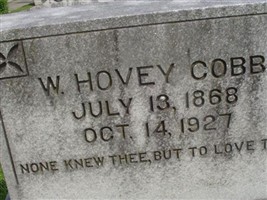 W. HOVEY COBB
JULY 13, 1868
OCT. 14, 1927
NONE KNEW THEE, BUT TO LOVE